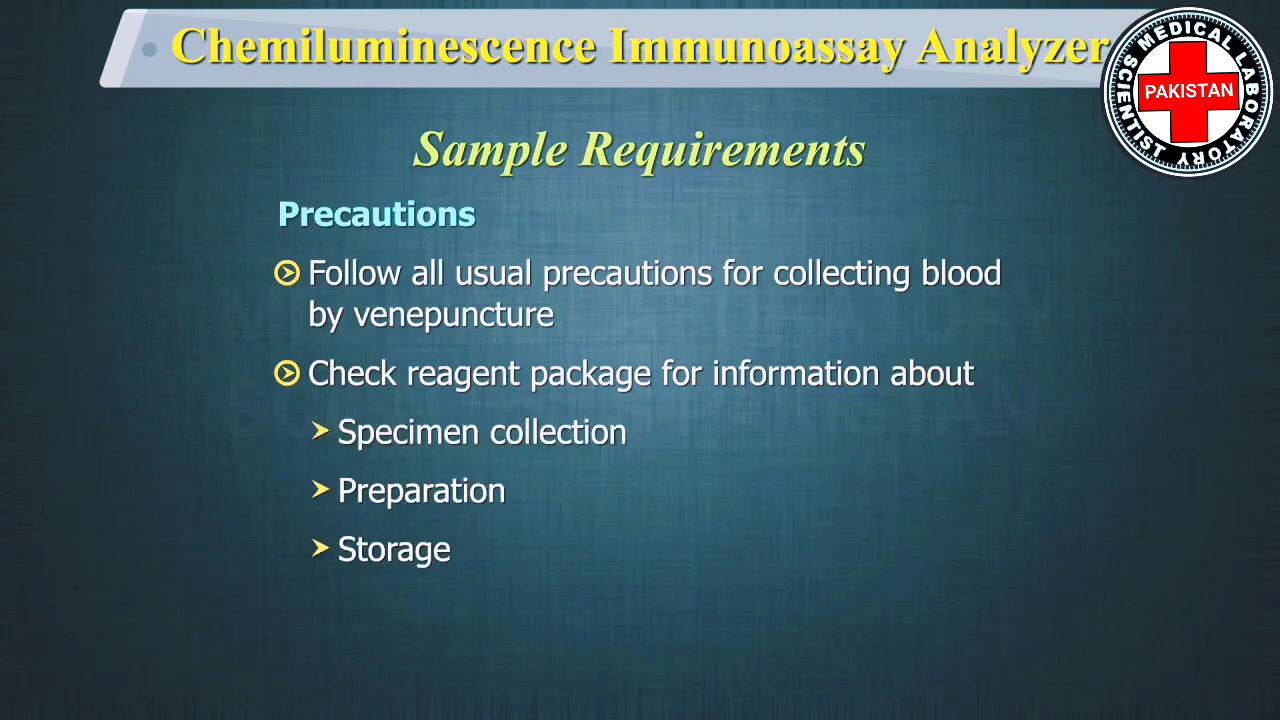 Chemiluminescence Immunoassay Analyzer
MEDICAL LABORATORY
SCIENTLIST
PAKISTAN
Sample Requirements
Precautions
Follow all usual precautions for collecting blood
by venepuncture
Check reagent package for information about
Specimen collection
Preparation
Storage